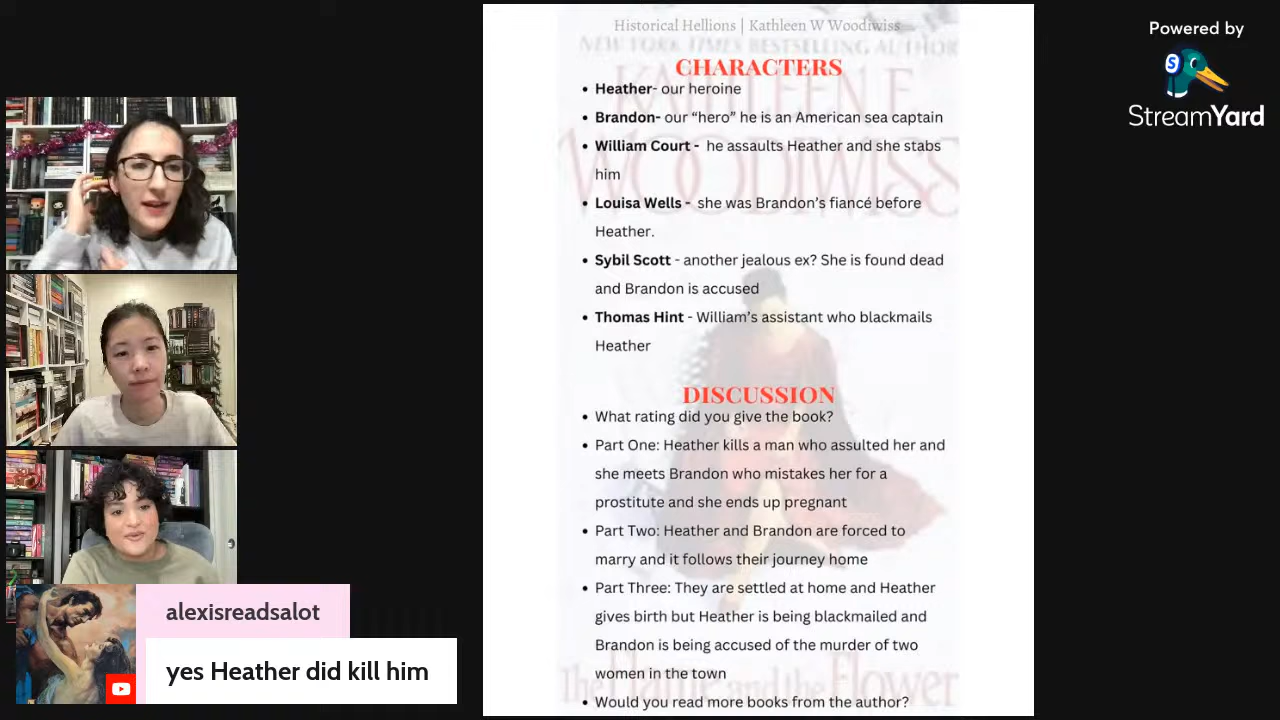 Historical Hellions | Kathleen W Woodiwiss
NEW YORK TIMES BESTSELLING AUTHOR
KATHLEEN E.
WOODIWISS
CHARACTERS
• Heather- our heroine
• Brandon- our “hero” he is an American sea captain
• William Court - he assaults Heather and she stabs
him
• Louisa Wells - she was Brandon’s fiancé before
Heather.
• Sybil Scott - another jealous ex? She is found dead
and Brandon is accused
• Thomas Hint - William’s assistant who blackmails
Heather
DISCUSSION
• What rating did you give the book?
• Part One: Heather kills a man who assulted her and
she meets Brandon who mistakes her for a
prostitute and she ends up pregnant
• Part Two: Heather and Brandon are forced to
marry and it follows their journey home
• Part Three: They are settled at home and Heather
gives birth but Heather is being blackmailed and
Brandon is being accused of the murder of two
women in the town
• Would you read more books from the author?
The Flame and the Flower
Powered by
S
StreamYard
alexisreadsalot
yes Heather did kill him